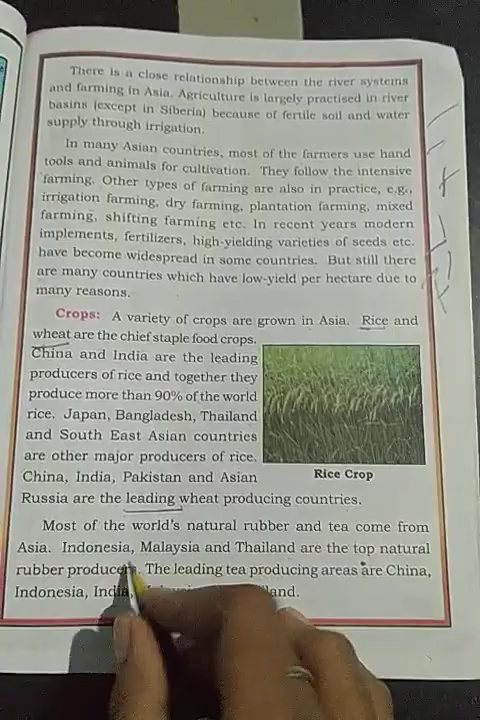 There is a close relationship between the river systems
and farming in Asia. Agriculture is largely practised in river
basins (except in Siberia) because of fertile soil and water
supply through irrigation.
In many Asian countries, most of the farmers use hand
tools and animals for cultivation. They follow the intensive
farming. Other types of farming are also in practice, e.g.,
irrigation farming, dry farming, plantation farming, mixed
farming, shifting farming etc. In recent years modern
implements, fertilizers, high-yielding varieties of seeds etc.
have become widespread in some countries. But still there
are many countries which have low-yield per hectare due to
many reasons.
Crops: A variety of crops are grown in Asia. Rice and
wheat are the chief staple food crops.
China and India are the leading
producers of rice and together they
produce more than 90% of the world
rice. Japan, Bangladesh, Thailand
and South East Asian countries
are other major producers of rice.
China, India, Pakistan and Asian
Russia are the leading wheat producing countries.
Rice Crop
Most of the world's natural rubber and tea come from
Asia. Indonesia, Malaysia and Thailand are the top natural
rubber producers. The leading tea producing areas are China,
Indonesia, India,